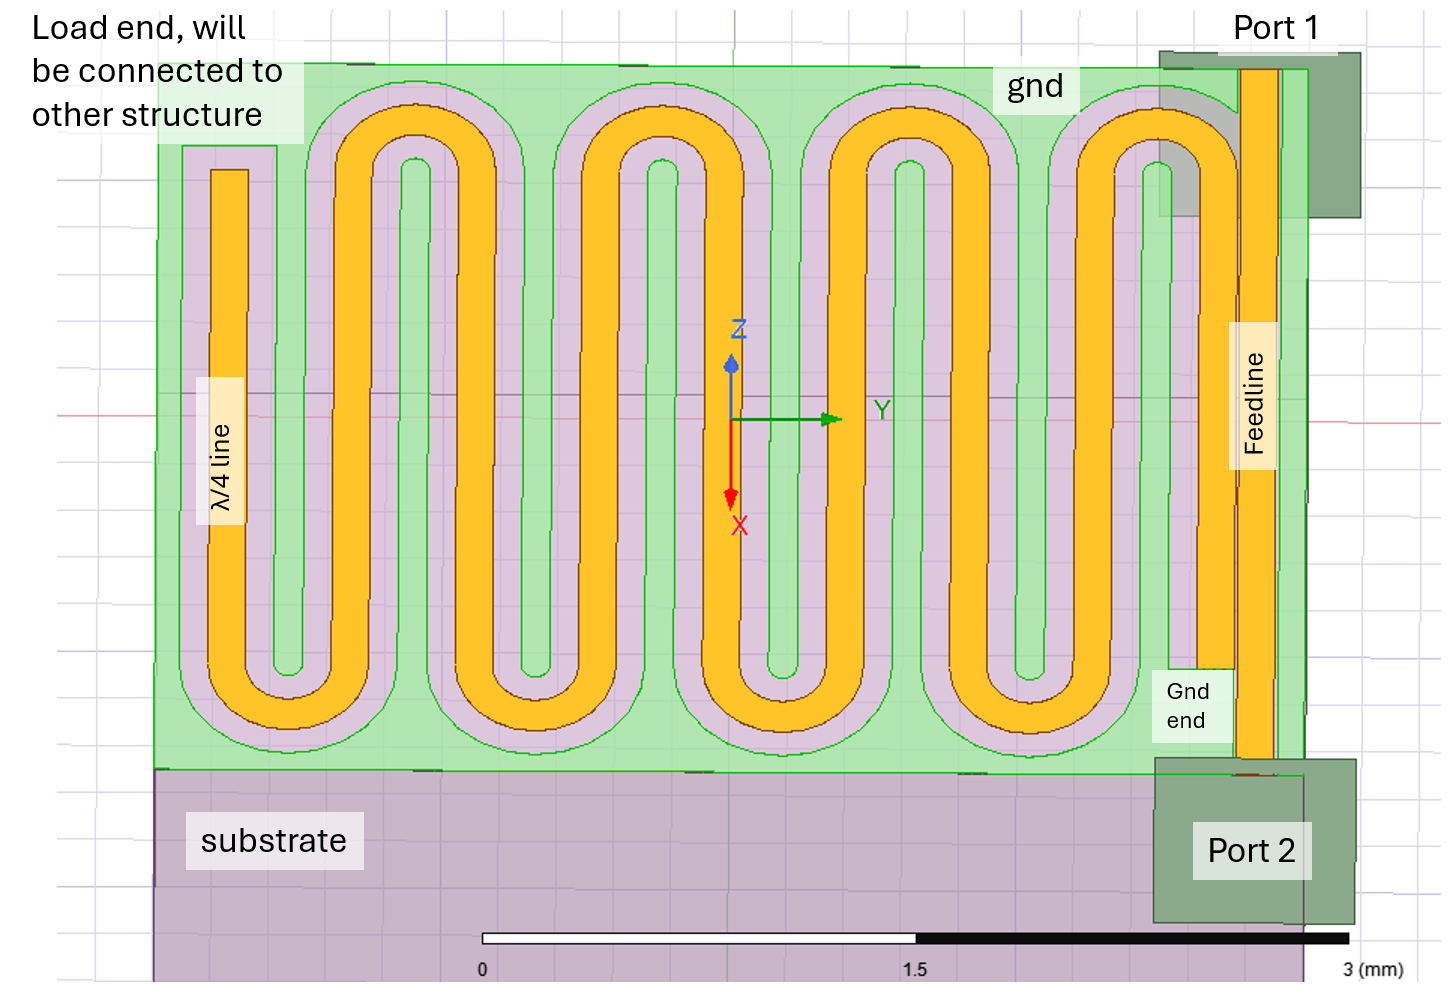 Load end, will
be connected to
other structure
Port 1
gnd
Z
Y
X
λ/4 line
Feedline
Gnd
end
substrate
Port 2
0
1.5
3 (mm)